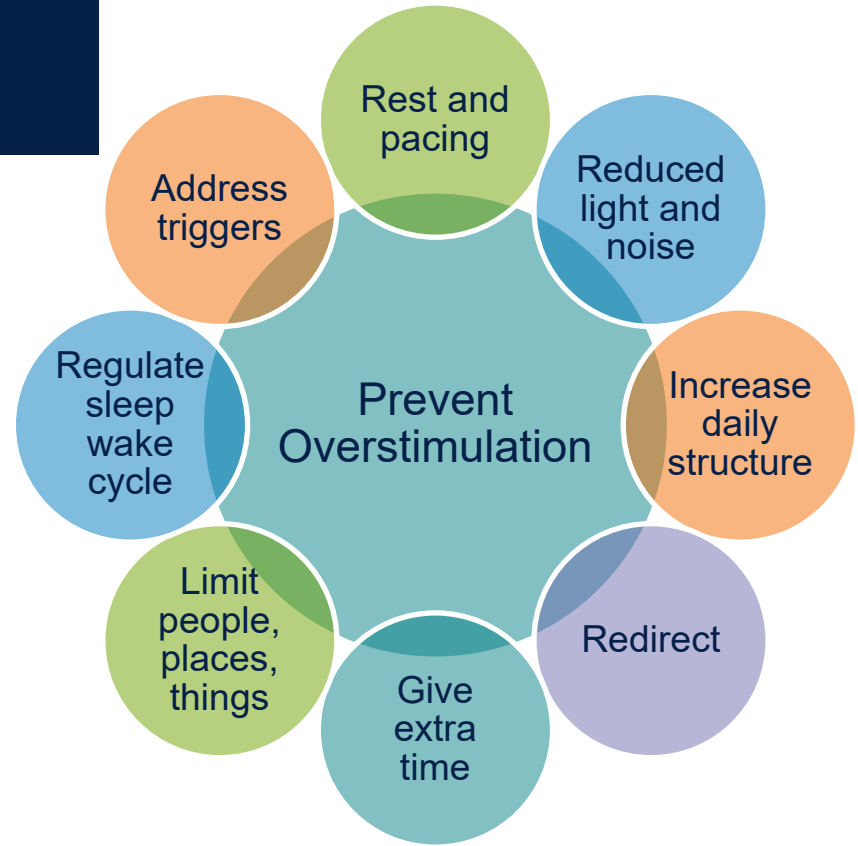 Prevent
Overstimulation
Rest and
pacing
Reduced
light and
noise
Increase
daily
structure
Redirect
Give
extra
time
Limit
people,
places,
things
Regulate
sleep
wake
cycle
Address
triggers